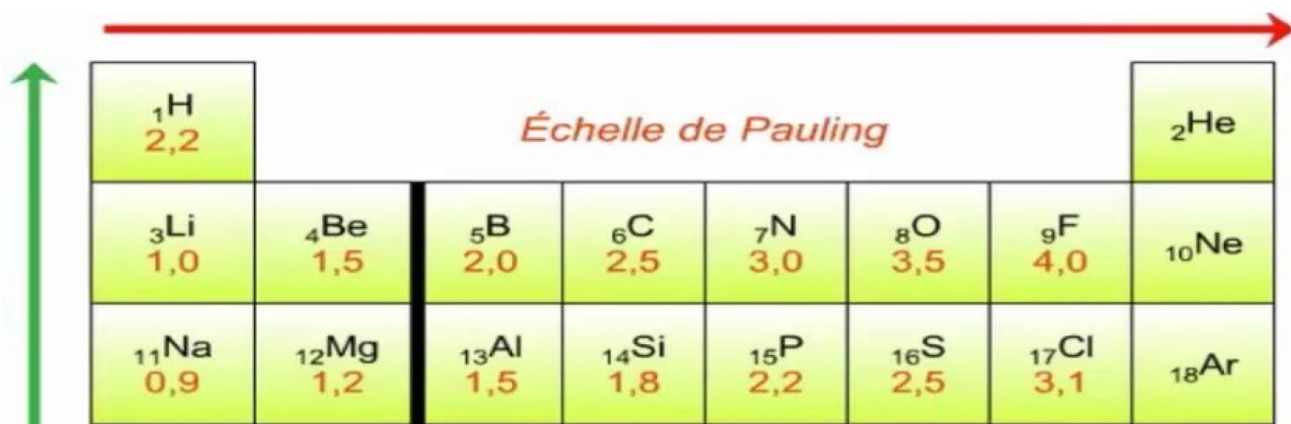 ₁H
2,2
Échelle de Pauling
₂He
₃Li ₄Be ₅B ₆C ₇N ₈O ₉F ₁₀Ne
1,0 1,5 2,0 2,5 3,0 3,5 4,0
₁₁Na ₁₂Mg ₁₃Al ₁₄Si ₁₅P ₁₆S ₁₇Cl ₁₈Ar
0,9 1,2 1,5 1,8 2,2 2,5 3,1